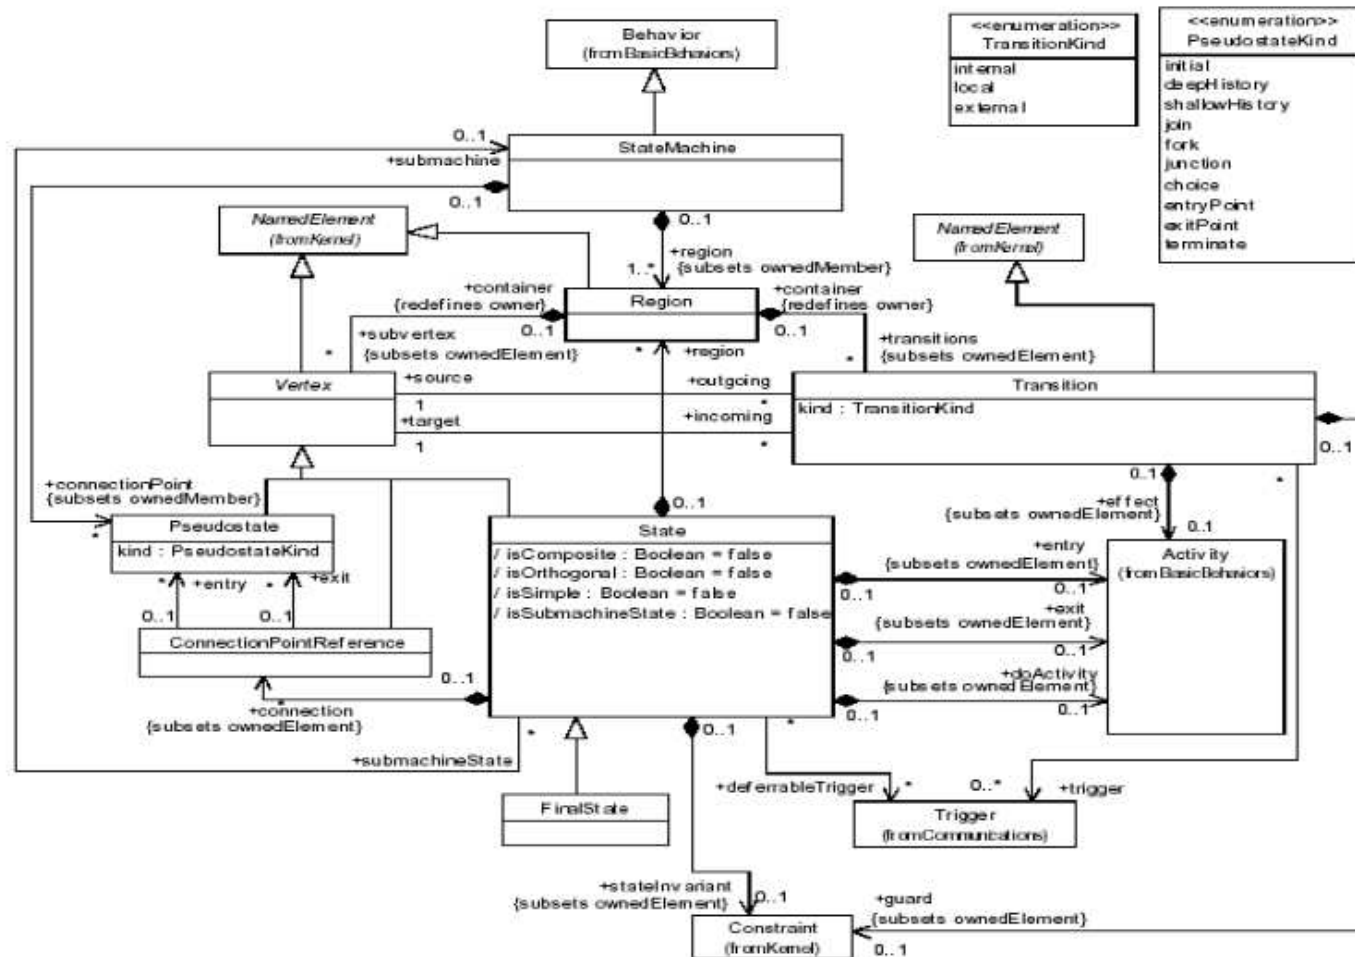 Behavior
(fromBasicBehaviors)
<<enumeration>>
TransitionKind
internal
local
external
<<enumeration>>
PseudostateKind
initial
deepHistory
shallowHistory
join
fork
junction
choice
entryPoint
exitPoint
terminate
0..1
+submachine
StateMachine
0..1
0..1
NamedElement
(fromKernel)
NamedElement
(fromKernel)
+region
{subsets ownedMember}
1..*
+container
{redefines owner}
0..1
Region
+container
{redefines owner}
0..1
+subvertex
{subsets ownedElement}
*
*
+region
+transitions
{subsets ownedElement}
*
Vertex
+source
1
+outgoing
*
+target
1
+incoming
*
Transition
kind : TransitionKind
0..1
0..1
*
+connectionPoint
{subsets ownedMember}
*
Pseudostate
kind : PseudostateKind
*
+entry
*
+exit
0..1
0..1
ConnectionPointReference
0..1
State
/ isComposite : Boolean = false
/ isOrthogonal : Boolean = false
/ isSimple : Boolean = false
/ isSubmachineState : Boolean = false
+effect
{subsets ownedElement}
0..1
+entry
{subsets ownedElement}
0..1
0..1
+exit
{subsets ownedElement}
0..1
0..1
+doActivity
{subsets ownedElement}
0..1
0..1
Activity
(fromBasicBehaviors)
0..1
*
+connection
{subsets ownedElement}
+submachineState
*
0..1
*
FinalState
+deferrableTrigger
*
0..*
+trigger
Trigger
(fromCommunications)
+stateInvariant
{subsets ownedElement}
0..1
Constraint
(fromKernel)
+guard
{subsets ownedElement}
0..1